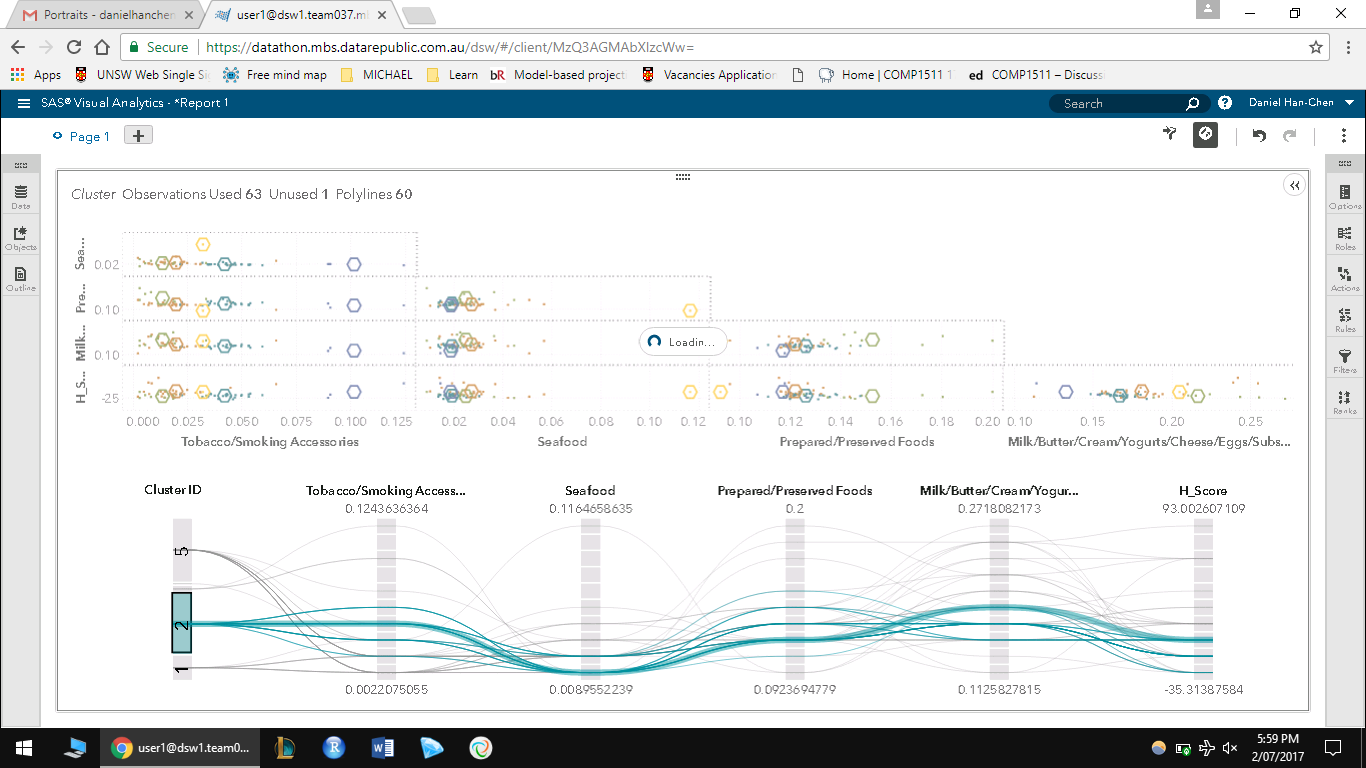 Portraits - danielhanchen
user1@dsw1.team037.m
Secure https://datathon.mbs.datarepublic.com.au/dsw/#/client/MzQ3AGMAbXIzcWw=
Apps UNSW Web Single Si Free mind map MICHAEL Learn Model-based project Vacancies Application Home | COMP1511 1 COMP1511 – Discuss
SAS® Visual Analytics - *Report 1 Search Daniel Han-Chen
Page 1
Data
Objects
Outline
Cluster Observations Used 63 Unused 1 Polylines 60
Sea... 0.02
Pre... 0.10
Milk... 0.10
H_S... -25
Loadin...
0.000 0.025 0.050 0.075 0.100 0.125 0.02 0.04 0.06 0.08 0.10 0.12 0.10 0.12 0.14 0.16 0.18 0.20 0.10 0.15 0.20 0.25
Tobacco/Smoking Accessories Seafood Prepared/Preserved Foods Milk/Butter/Cream/Yogurts/Cheese/Eggs/Subs...
Cluster ID Tobacco/Smoking Access... Seafood Prepared/Preserved Foods Milk/Butter/Cream/Yogur... H_Score
0.1243636364 0.1164658635 0.2 0.2718082173 93.002607109
5
2
1
0.0022075055 0.0089552239 0.0923694779 0.1125827815 -35.31387584
Options
Roles
Actions
Rules
Filters
Ranks
user1@dsw1.team0...
5:59 PM
2/07/2017